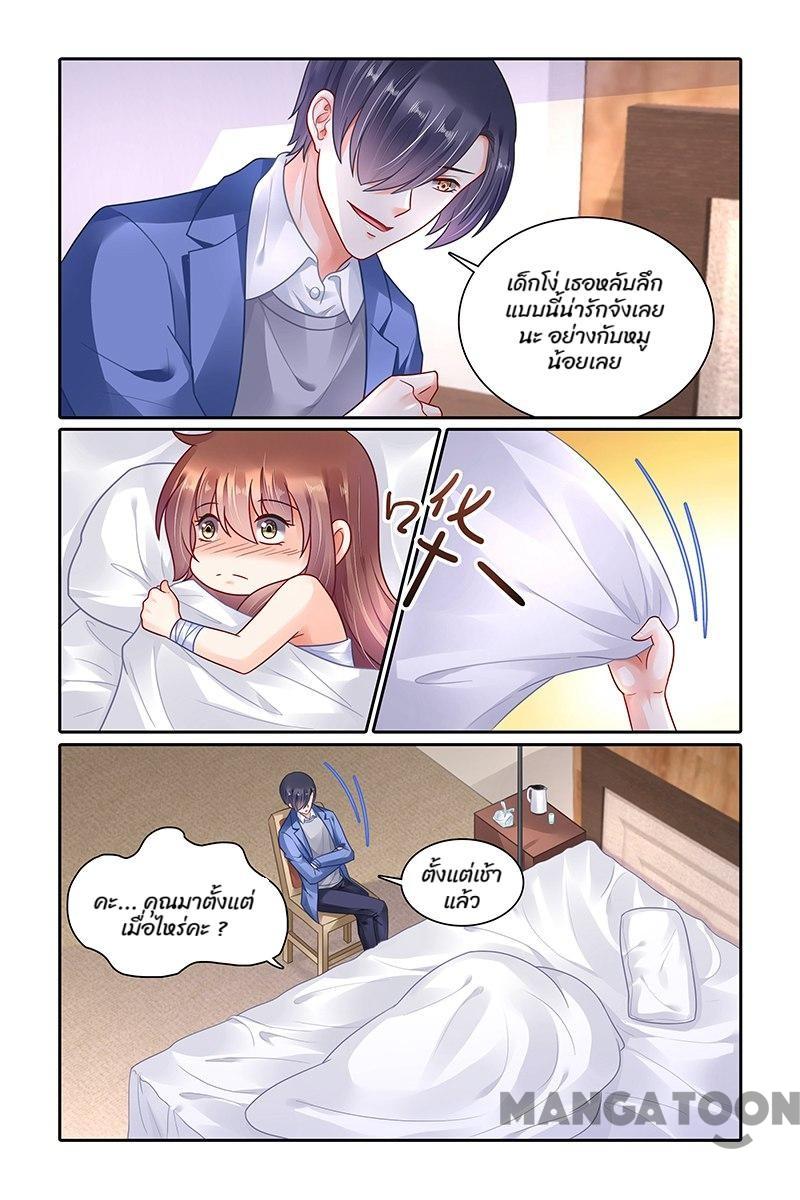 เด็กโง่ เธอหลับลึก
แบบนี้น่ารักจังเลย
นะ อย่างกับหมู
น้อยเลย
哗
คะ... คุณมาตั้งแต่
เมื่อไหร่คะ ?
ตั้งแต่เช้า
แล้ว
MANGATOON